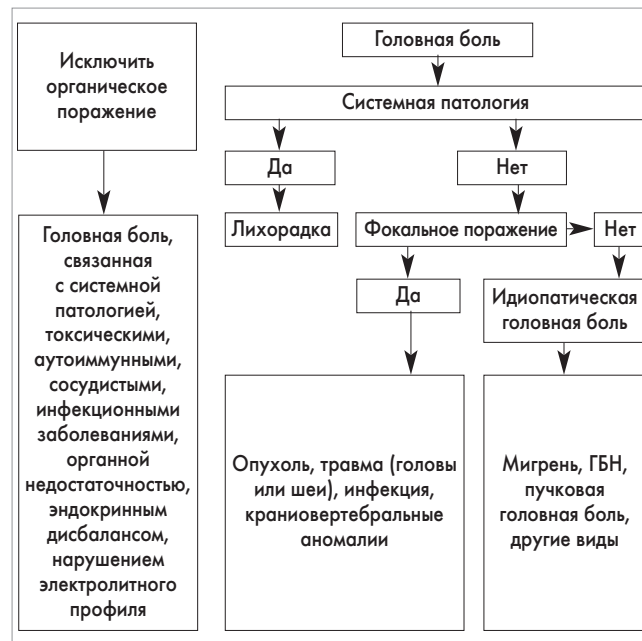 Исключить
органическое
поражение
Головная боль,
связанная
с системной
патологией,
токсическими,
аутоиммунными,
сосудистыми,
инфекционными
заболеваниями,
органной
недостаточностью,
эндокринным
дисбалансом,
нарушением
электролитного
профиля
Головная боль
Системная патология
Да
Нет
Лихорадка
Фокальное поражение
Нет
Да
Идиопатическая
головная боль
Опухоль, травма (головы
или шеи), инфекция,
краниовертебральные
аномалии
Мигрень, ГБН,
пучковая
головная боль,
другие виды